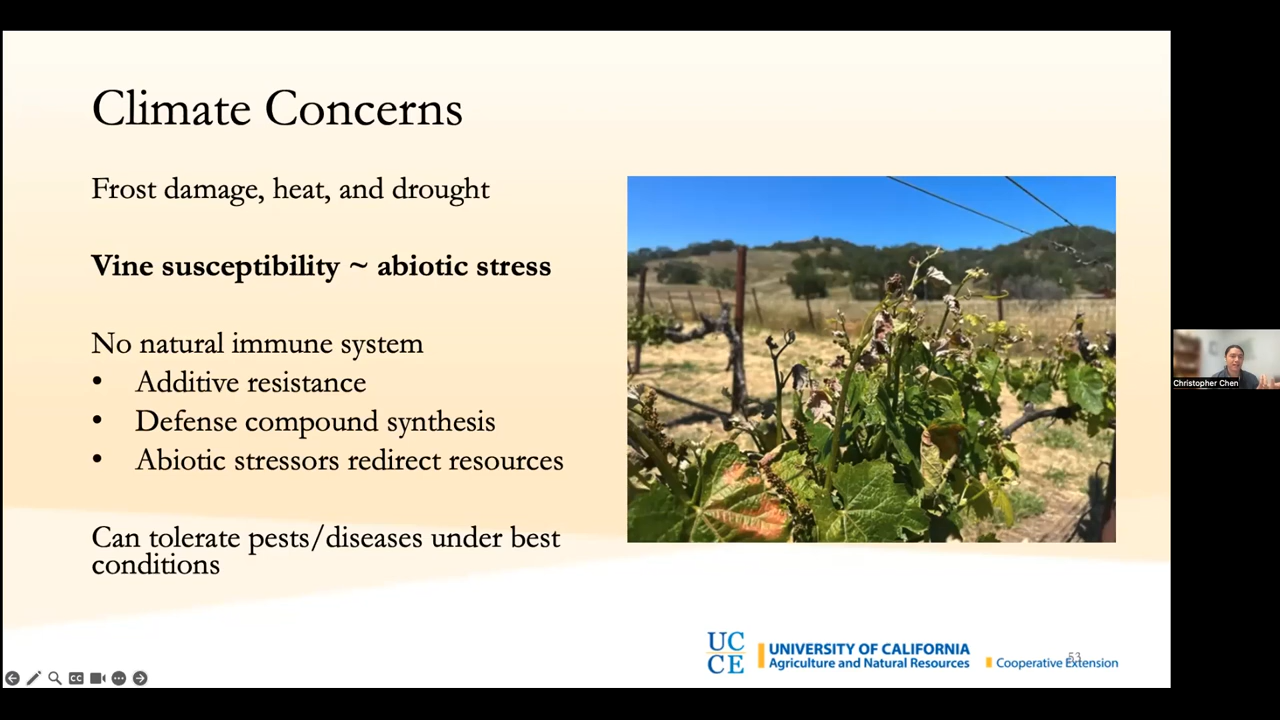 Climate Concerns
Frost damage, heat, and drought
Vine susceptibility ~ abiotic stress
No natural immune system
• Additive resistance
• Defense compound synthesis
• Abiotic stressors redirect resources
Can tolerate pests/diseases under best
conditions
Christopher Chen
UC
CE
UNIVERSITY OF CALIFORNIA
Agriculture and Natural Resources
Cooperative Extension
53
CC